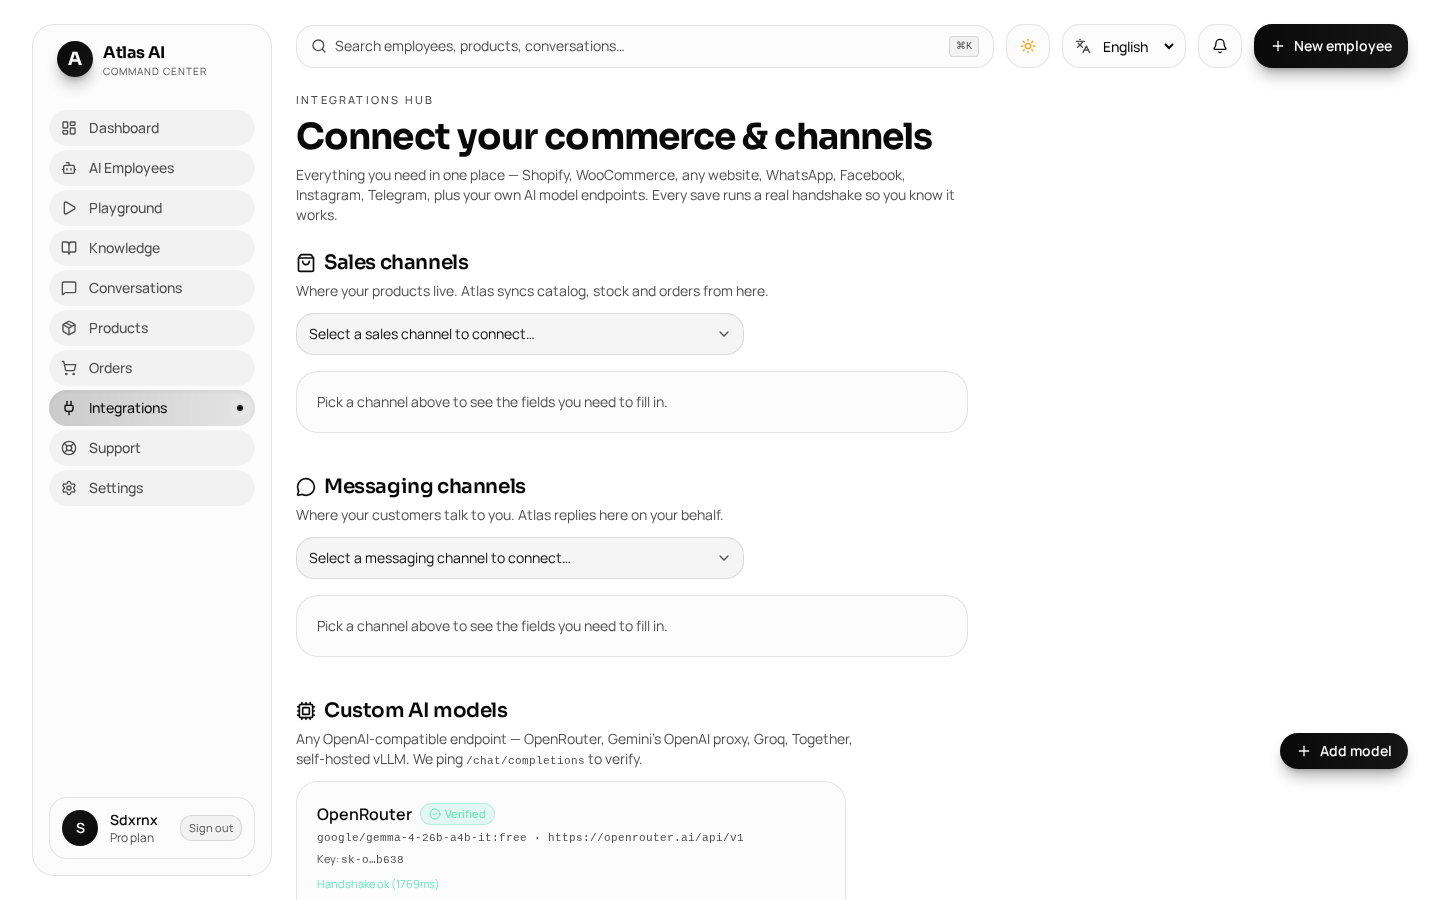 A
Atlas AI
COMMAND CENTER
Dashboard
AI Employees
Playground
Knowledge
Conversations
Products
Orders
Integrations
Support
Settings
S
Sdxrnx
Pro plan
Sign out
Search employees, products, conversations...
⌘K
English
New employee
INTEGRATIONS HUB
Connect your commerce & channels
Everything you need in one place — Shopify, WooCommerce, any website, WhatsApp, Facebook,
Instagram, Telegram, plus your own AI model endpoints. Every save runs a real handshake so you know it
works.
Sales channels
Where your products live. Atlas syncs catalog, stock and orders from here.
Select a sales channel to connect...
Pick a channel above to see the fields you need to fill in.
Messaging channels
Where your customers talk to you. Atlas replies here on your behalf.
Select a messaging channel to connect...
Pick a channel above to see the fields you need to fill in.
Custom AI models
Any OpenAI-compatible endpoint — OpenRouter, Gemini's OpenAI proxy, Groq, Together,
self-hosted vLLM. We ping /chat/completions to verify.
Add model
OpenRouter
Verified
google/gemma-4-26b-a4b-it:free · https://openrouter.ai/api/v1
Key: sk-o…b638
Handshake ok (1769ms)